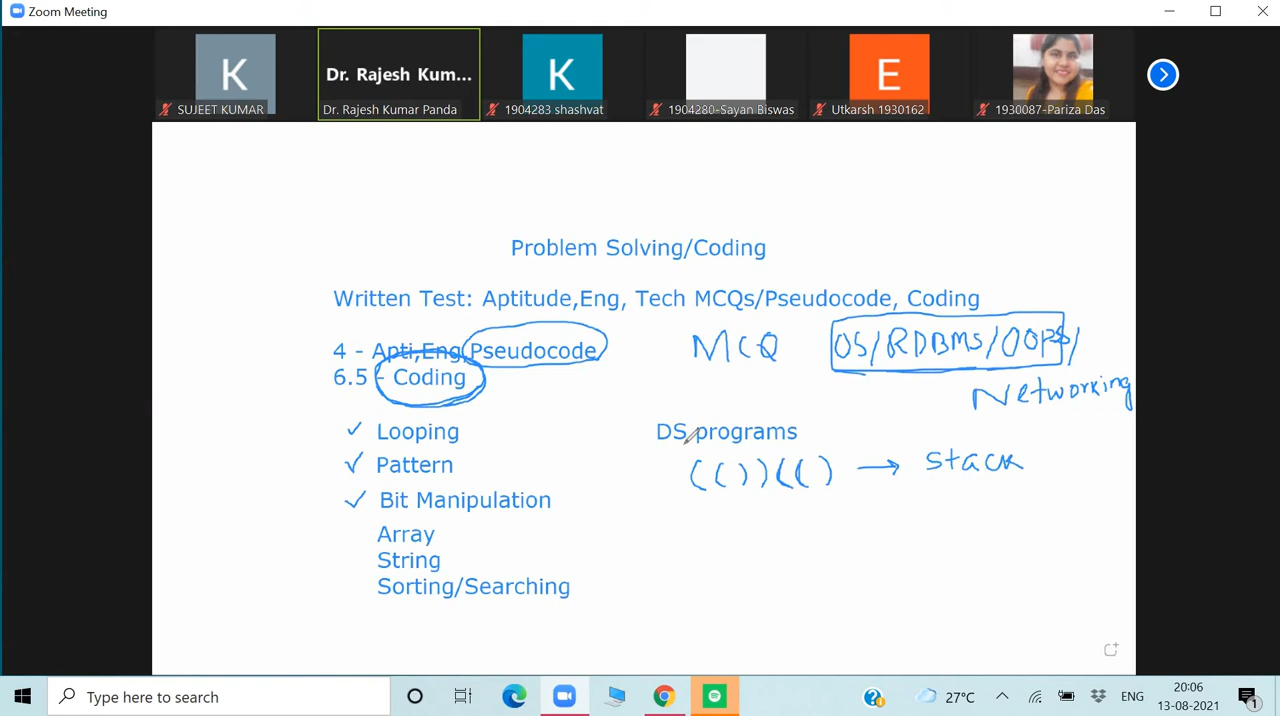 Zoom Meeting
K
Dr. Rajesh Kum...
K
E
SUJEET KUMAR
Dr. Rajesh Kumar Panda
1904283 shashvat
1904280-Sayan Biswas
Utkarsh 1930162
1930087-Pariza Das
Problem Solving/Coding
Written Test: Aptitude,Eng, Tech MCQs/Pseudocode, Coding
4 - Apti,Eng,Pseudocode
MCQ
OS/RDBMS/OOPs/
6.5 - Coding
Networking
Looping
DS programs
Pattern
(())(() → Stack
Bit Manipulation
Array
String
Sorting/Searching
Type here to search
27°C
ENG
20:06
13-08-2021
1